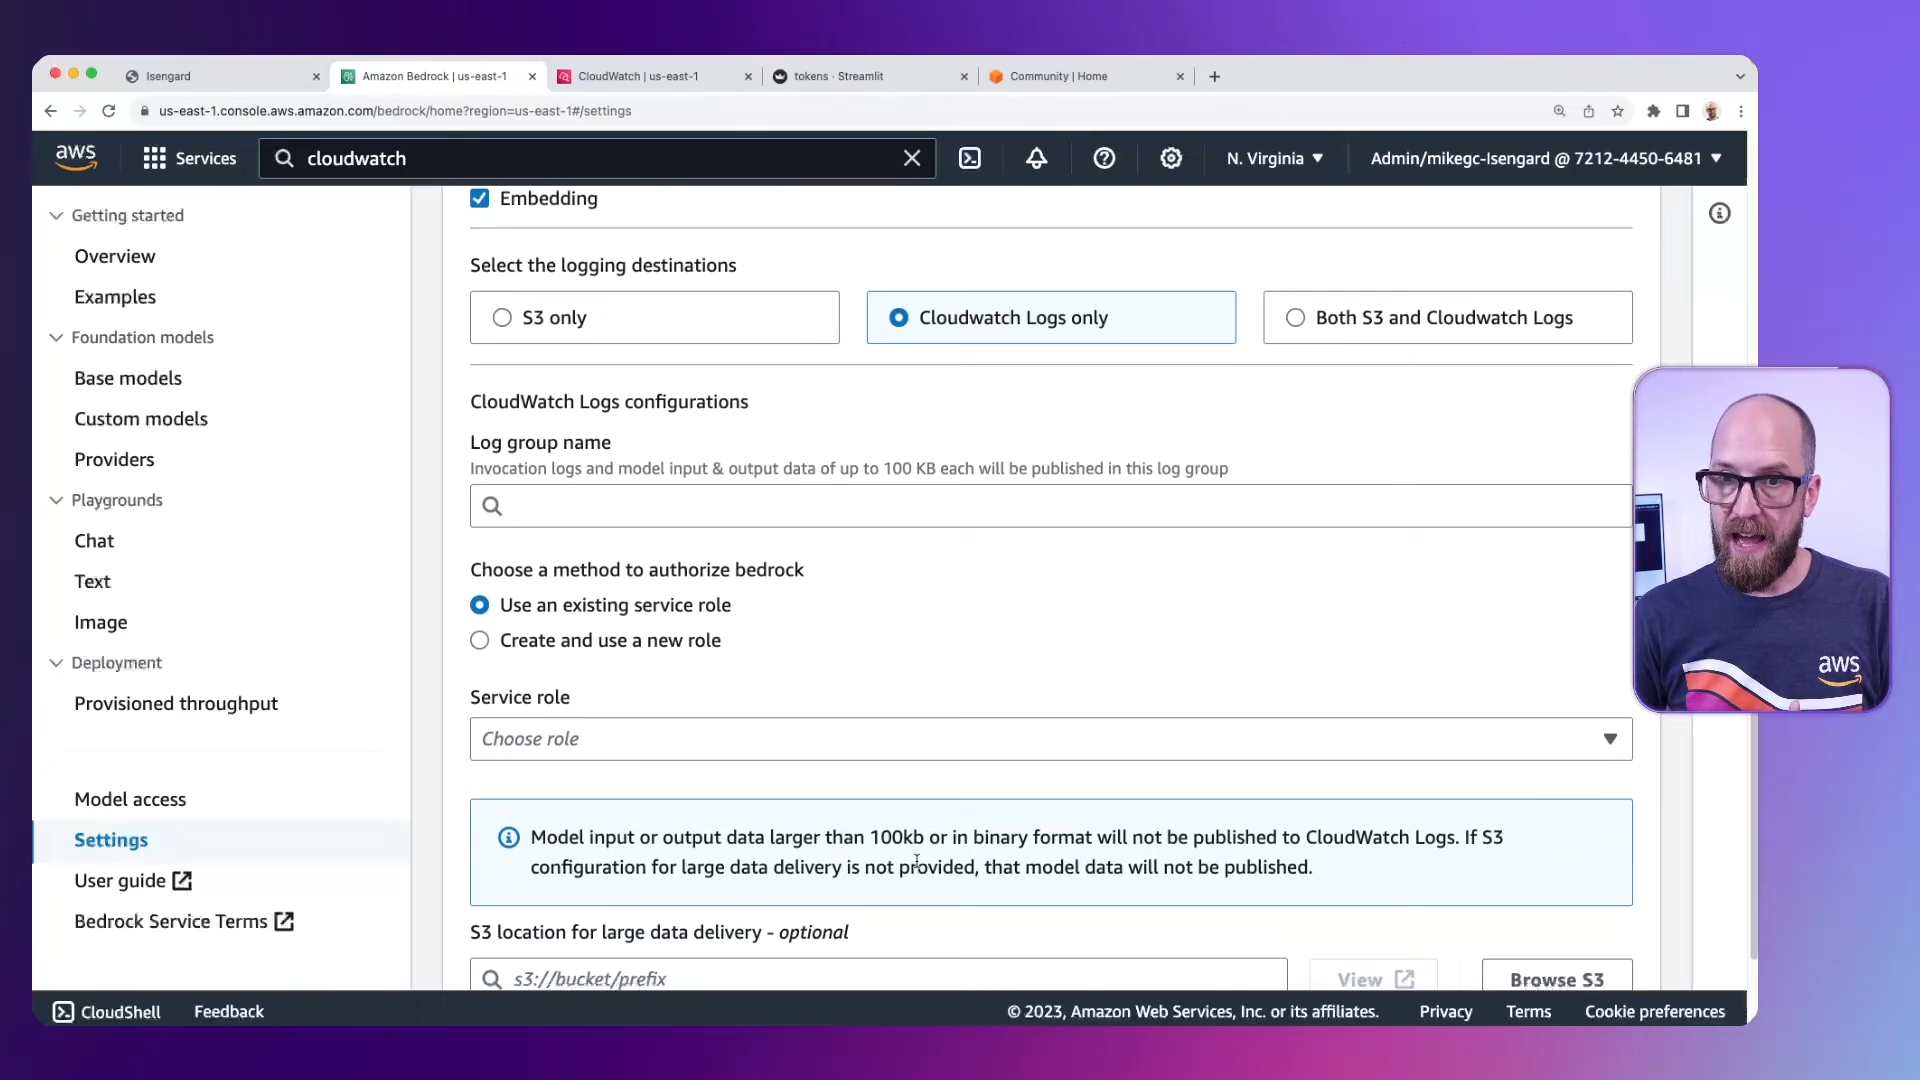 Isengard
Amazon Bedrock | us-east-1
CloudWatch | us-east-1
tokens · Streamlit
Community | Home
us-east-1.console.aws.amazon.com/bedrock/home?region=us-east-1#/settings
aws
Services
cloudwatch
N. Virginia
Admin/mikegc-Isengard @ 7212-4450-6481
Getting started
Overview
Examples
Foundation models
Base models
Custom models
Providers
Playgrounds
Chat
Text
Image
Deployment
Provisioned throughput
Model access
Settings
User guide
Bedrock Service Terms
Embedding
Select the logging destinations
S3 only
Cloudwatch Logs only
Both S3 and Cloudwatch Logs
CloudWatch Logs configurations
Log group name
Invocation logs and model input & output data of up to 100 KB each will be published in this log group
Choose a method to authorize bedrock
Use an existing service role
Create and use a new role
Service role
Choose role
Model input or output data larger than 100kb or in binary format will not be published to CloudWatch Logs. If S3
configuration for large data delivery is not provided, that model data will not be published.
S3 location for large data delivery - optional
s3://bucket/prefix
View
Browse S3
aws
CloudShell
Feedback
© 2023, Amazon Web Services, Inc. or its affiliates.
Privacy
Terms
Cookie preferences